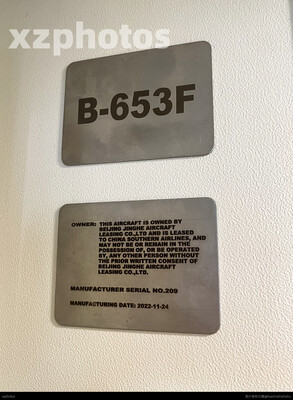 xzphotos
B-653F
OWNER: THIS AIRCRAFT IS OWNED BY
BEIJING JINGHE AIRCRAFT
LEASING CO.,LTD AND IS LEASED
TO CHINA SOUTHERN AIRLINES, AND
MAY NOT BE OR REMAIN IN THE
POSSESSION OF, OR BE OPERATED
BY, ANY OTHER PERSON WITHOUT
THE PRIOR WRITTEN CONSENT OF
BEIJING JINGHE AIRCRAFT
LEASING CO.,LTD.
MANUFACTURER SERIAL NO.209
MANUFACTURING DATE: 2022-11-24